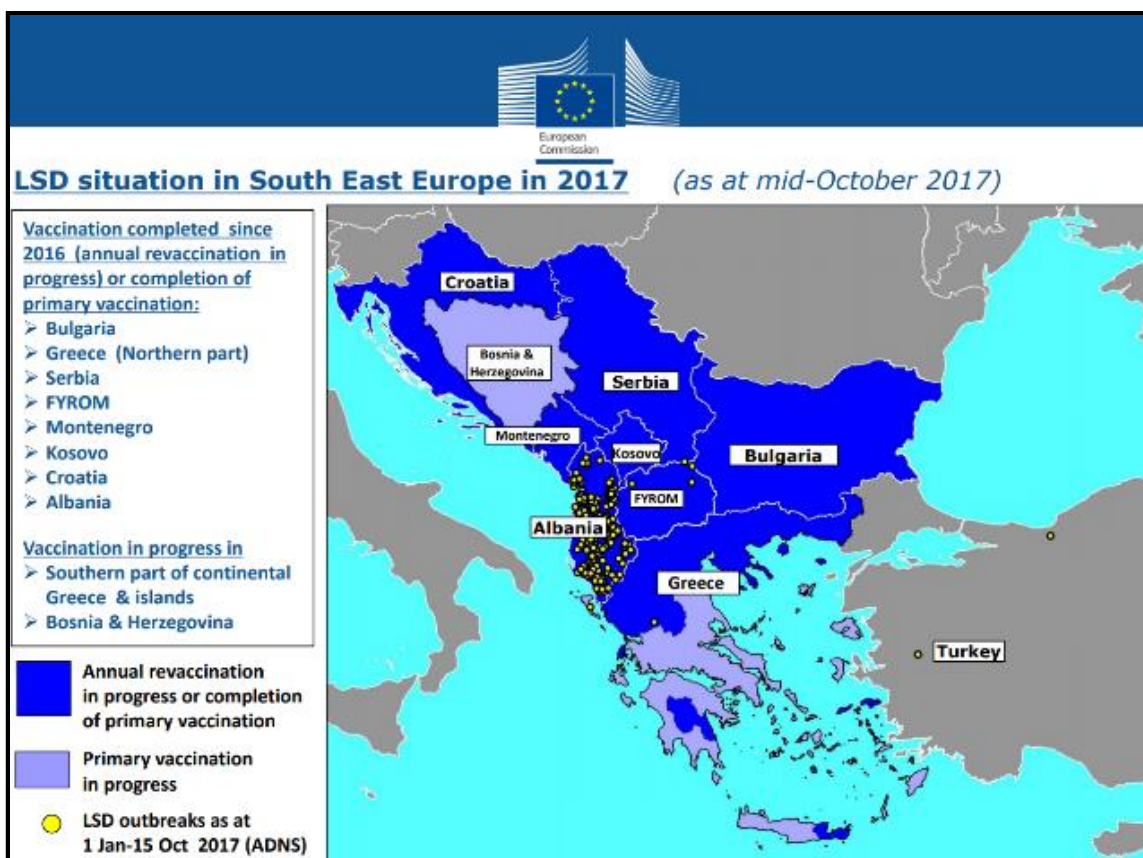 European
Commission
LSD situation in South East Europe in 2017 (as at mid-October 2017)
Vaccination completed since
2016 (annual revaccination in
progress) or completion of
primary vaccination:
➢ Bulgaria
➢ Greece (Northern part)
➢ Serbia
➢ FYROM
➢ Montenegro
➢ Kosovo
➢ Croatia
➢ Albania
Vaccination in progress in
➢ Southern part of continental
Greece & islands
➢ Bosnia & Herzegovina
Annual revaccination
in progress or completion
of primary vaccination
Primary vaccination
in progress
LSD outbreaks as at
1 Jan-15 Oct 2017 (ADNS)
Croatia
Bosnia &
Herzegovina
Serbia
Montenegro
Kosovo
Bulgaria
FYROM
Albania
Greece
Turkey